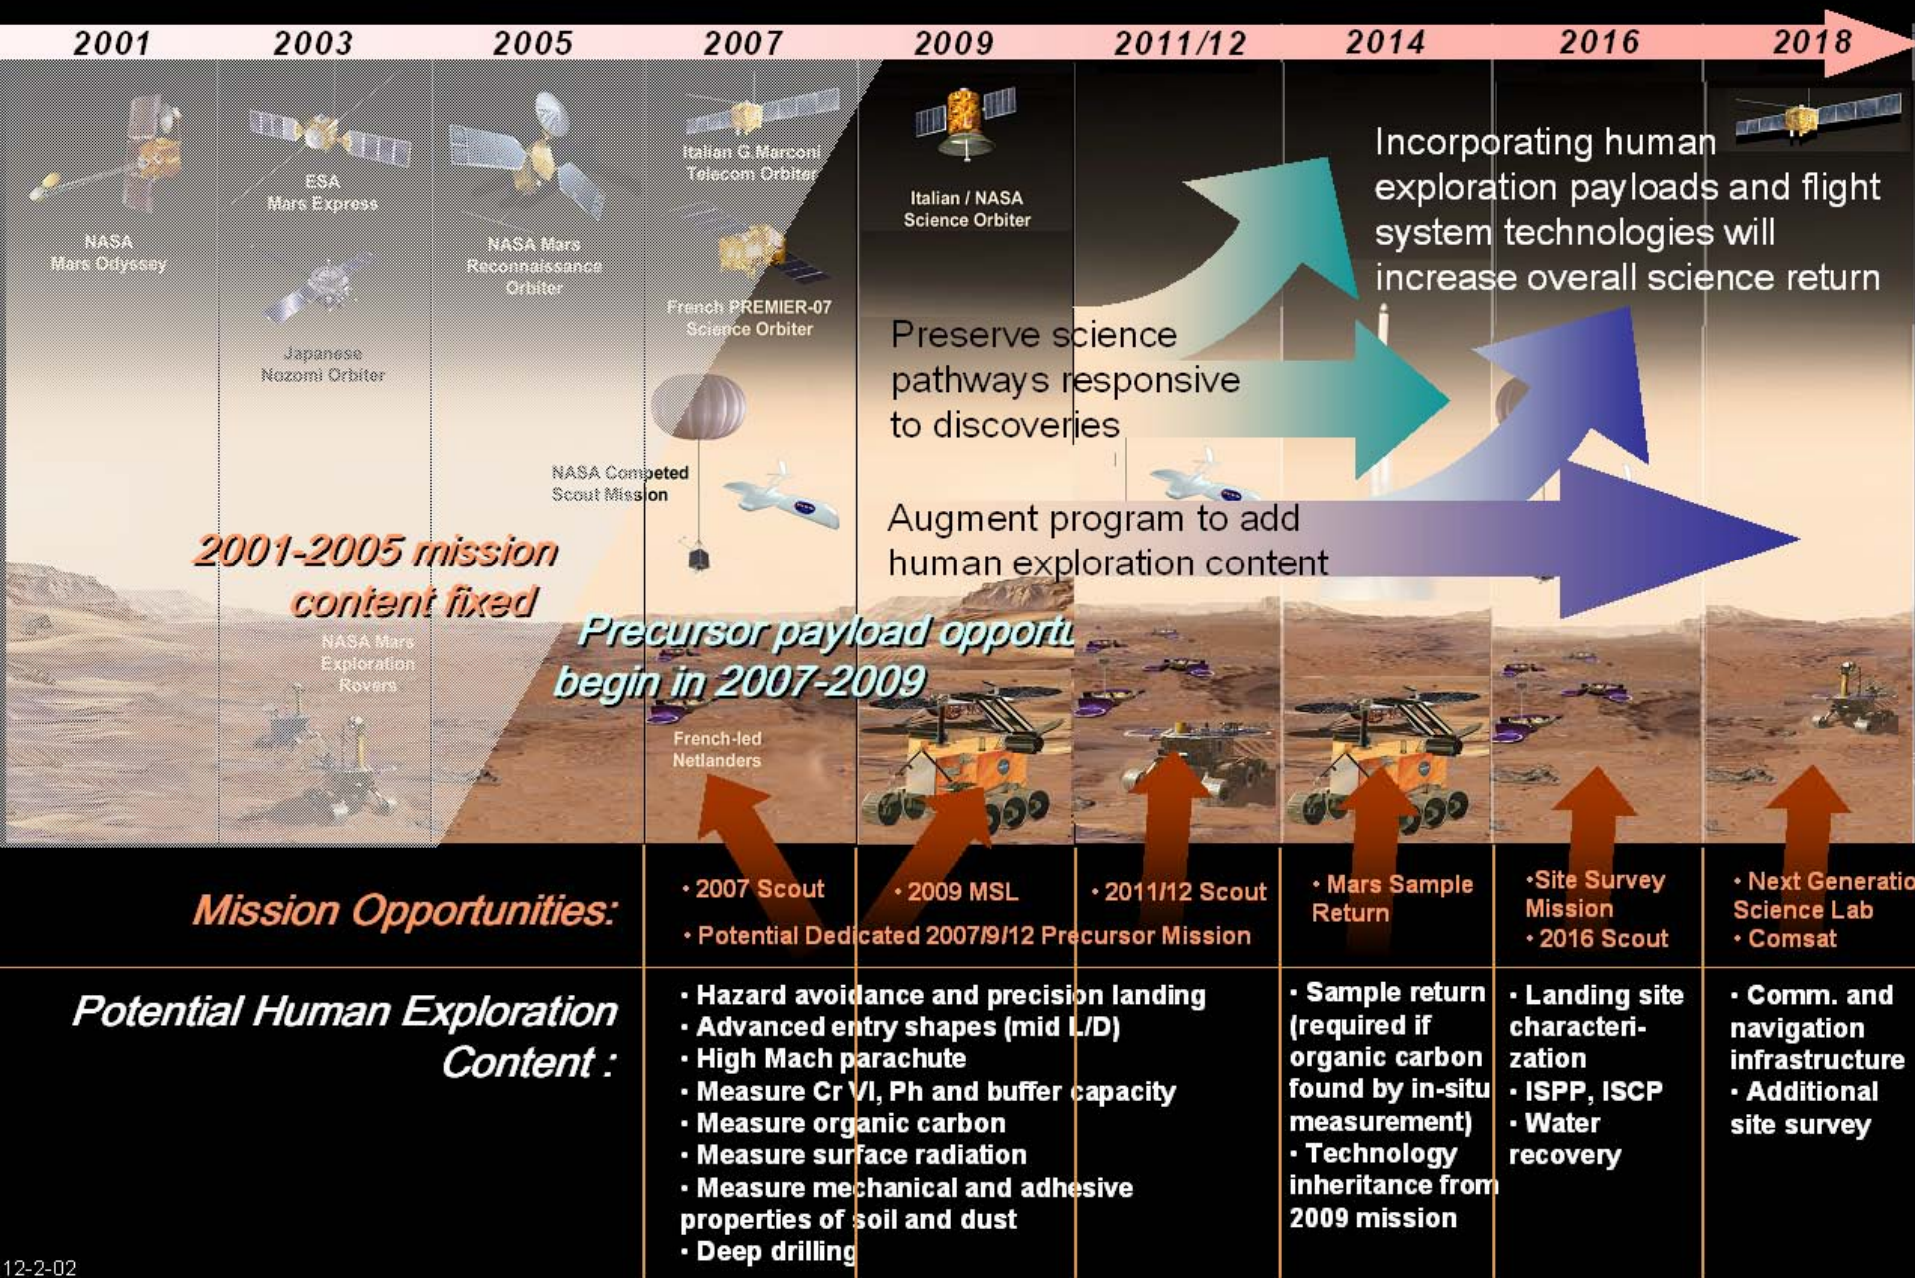 2001 2003 2005 2007 2009 2011/12 2014 2016 2018
NASA
Mars Odyssey
ESA
Mars Express
Japanese
Nozomi Orbiter
NASA Mars
Exploration
Rovers
NASA Mars
Reconnaissance
Orbiter
Italian G.Marconi
Telecom Orbiter
French PREMIER-07
Science Orbiter
NASA Competed
Scout Mission
French-led
Netlanders
Italian / NASA
Science Orbiter
2001-2005 mission
content fixed
Precursor payload opportu
begin in 2007-2009
Preserve science
pathways responsive
to discoveries
Augment program to add
human exploration content
Incorporating human
exploration payloads and flight
system technologies will
increase overall science return
Mission Opportunities:
• 2007 Scout
• 2009 MSL
• 2011/12 Scout
• Potential Dedicated 2007/9/12 Precursor Mission
• Mars Sample
Return
•Site Survey
Mission
• 2016 Scout
• Next Generatio
Science Lab
• Comsat
Potential Human Exploration
Content :
• Hazard avoidance and precision landing
• Advanced entry shapes (mid L/D)
• High Mach parachute
• Measure Cr VI, Ph and buffer capacity
• Measure organic carbon
• Measure surface radiation
• Measure mechanical and adhesive
properties of soil and dust
• Deep drilling
• Sample return
(required if
organic carbon
found by in-situ
measurement)
• Technology
inheritance from
2009 mission
• Landing site
characteri-
zation
• ISPP, ISCP
• Water
recovery
• Comm. and
navigation
infrastructure
• Additional
site survey
12-2-02